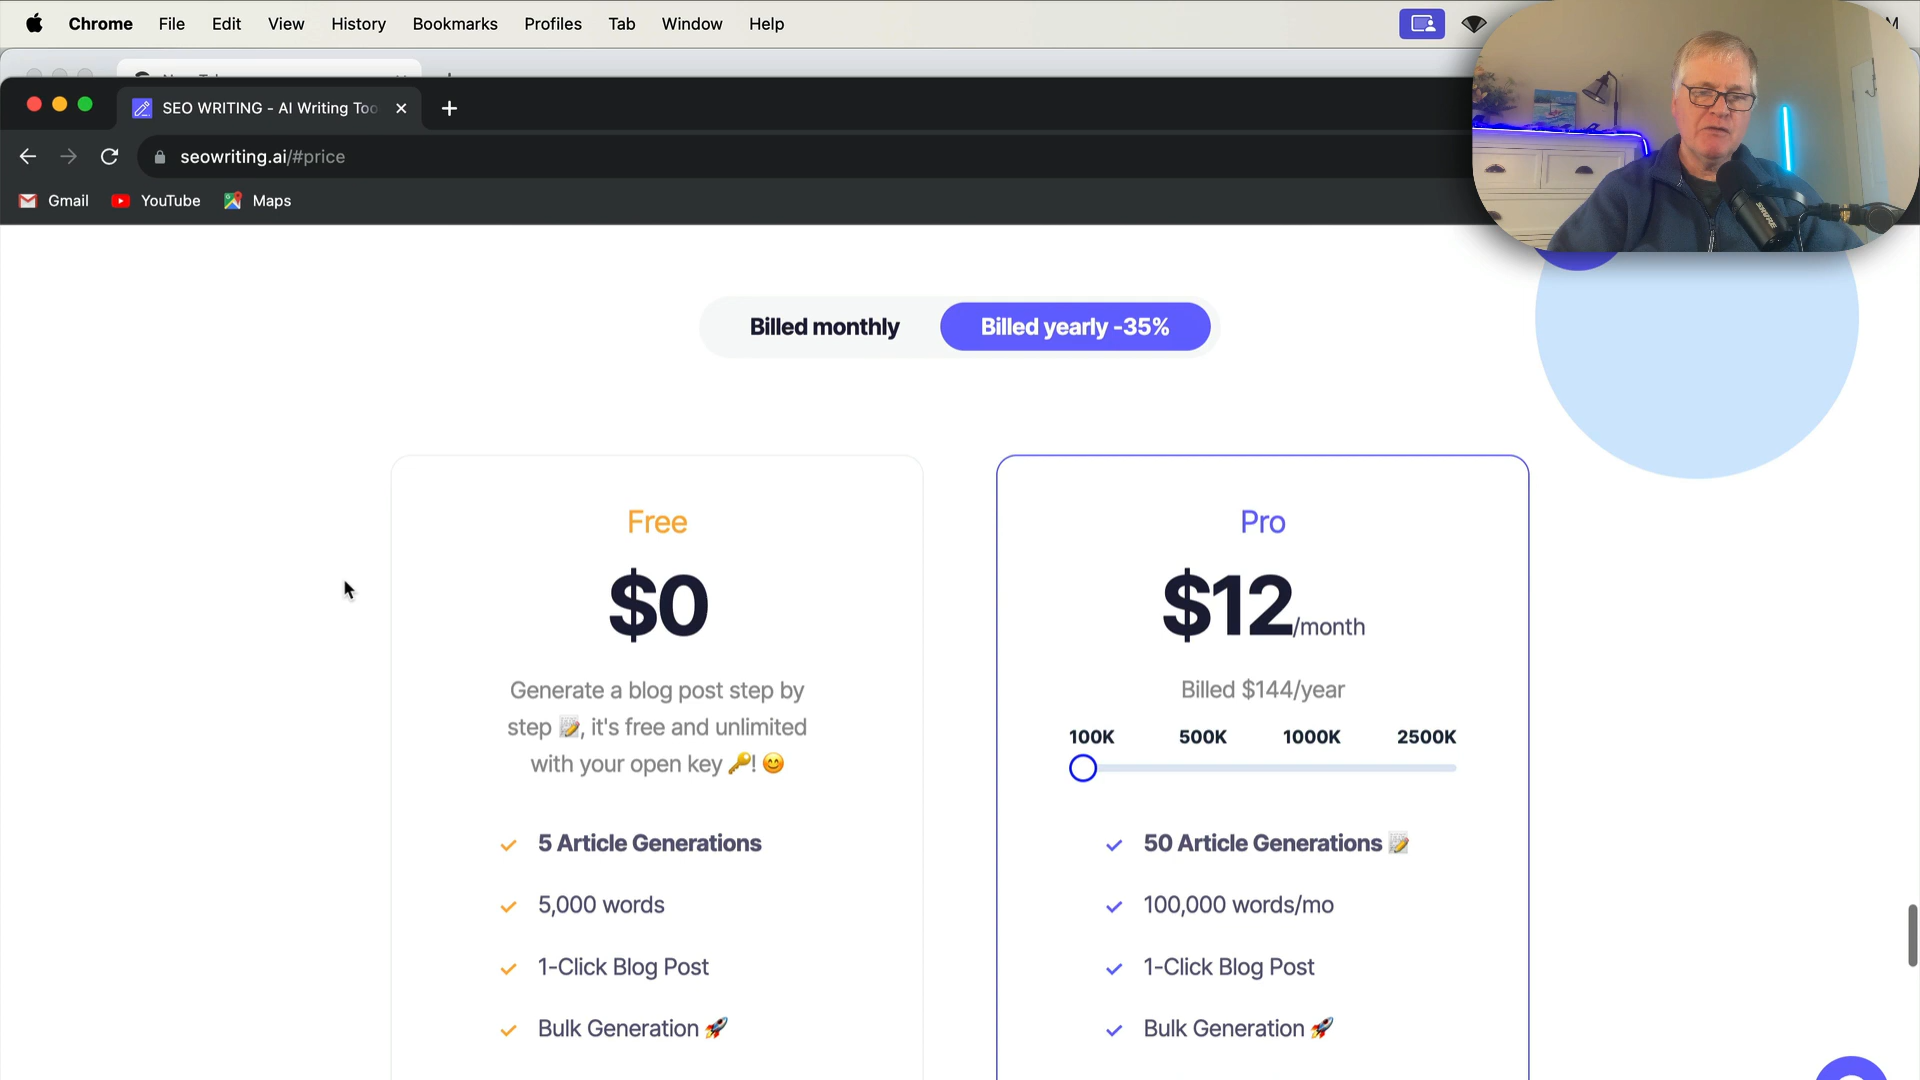 Chrome File Edit View History Bookmarks Profiles Tab Window Help
SEO WRITING - AI Writing Too
seowriting.ai/#price
Gmail YouTube Maps
Billed monthly Billed yearly -35%
Free
$0
Generate a blog post step by
step 📝, it's free and unlimited
with your open key 🔑! 😊
✓ 5 Article Generations
✓ 5,000 words
✓ 1-Click Blog Post
✓ Bulk Generation 🚀
Pro
$12/month
Billed $144/year
100K 500K 1000K 2500K
✓ 50 Article Generations 📝
✓ 100,000 words/mo
✓ 1-Click Blog Post
✓ Bulk Generation 🚀